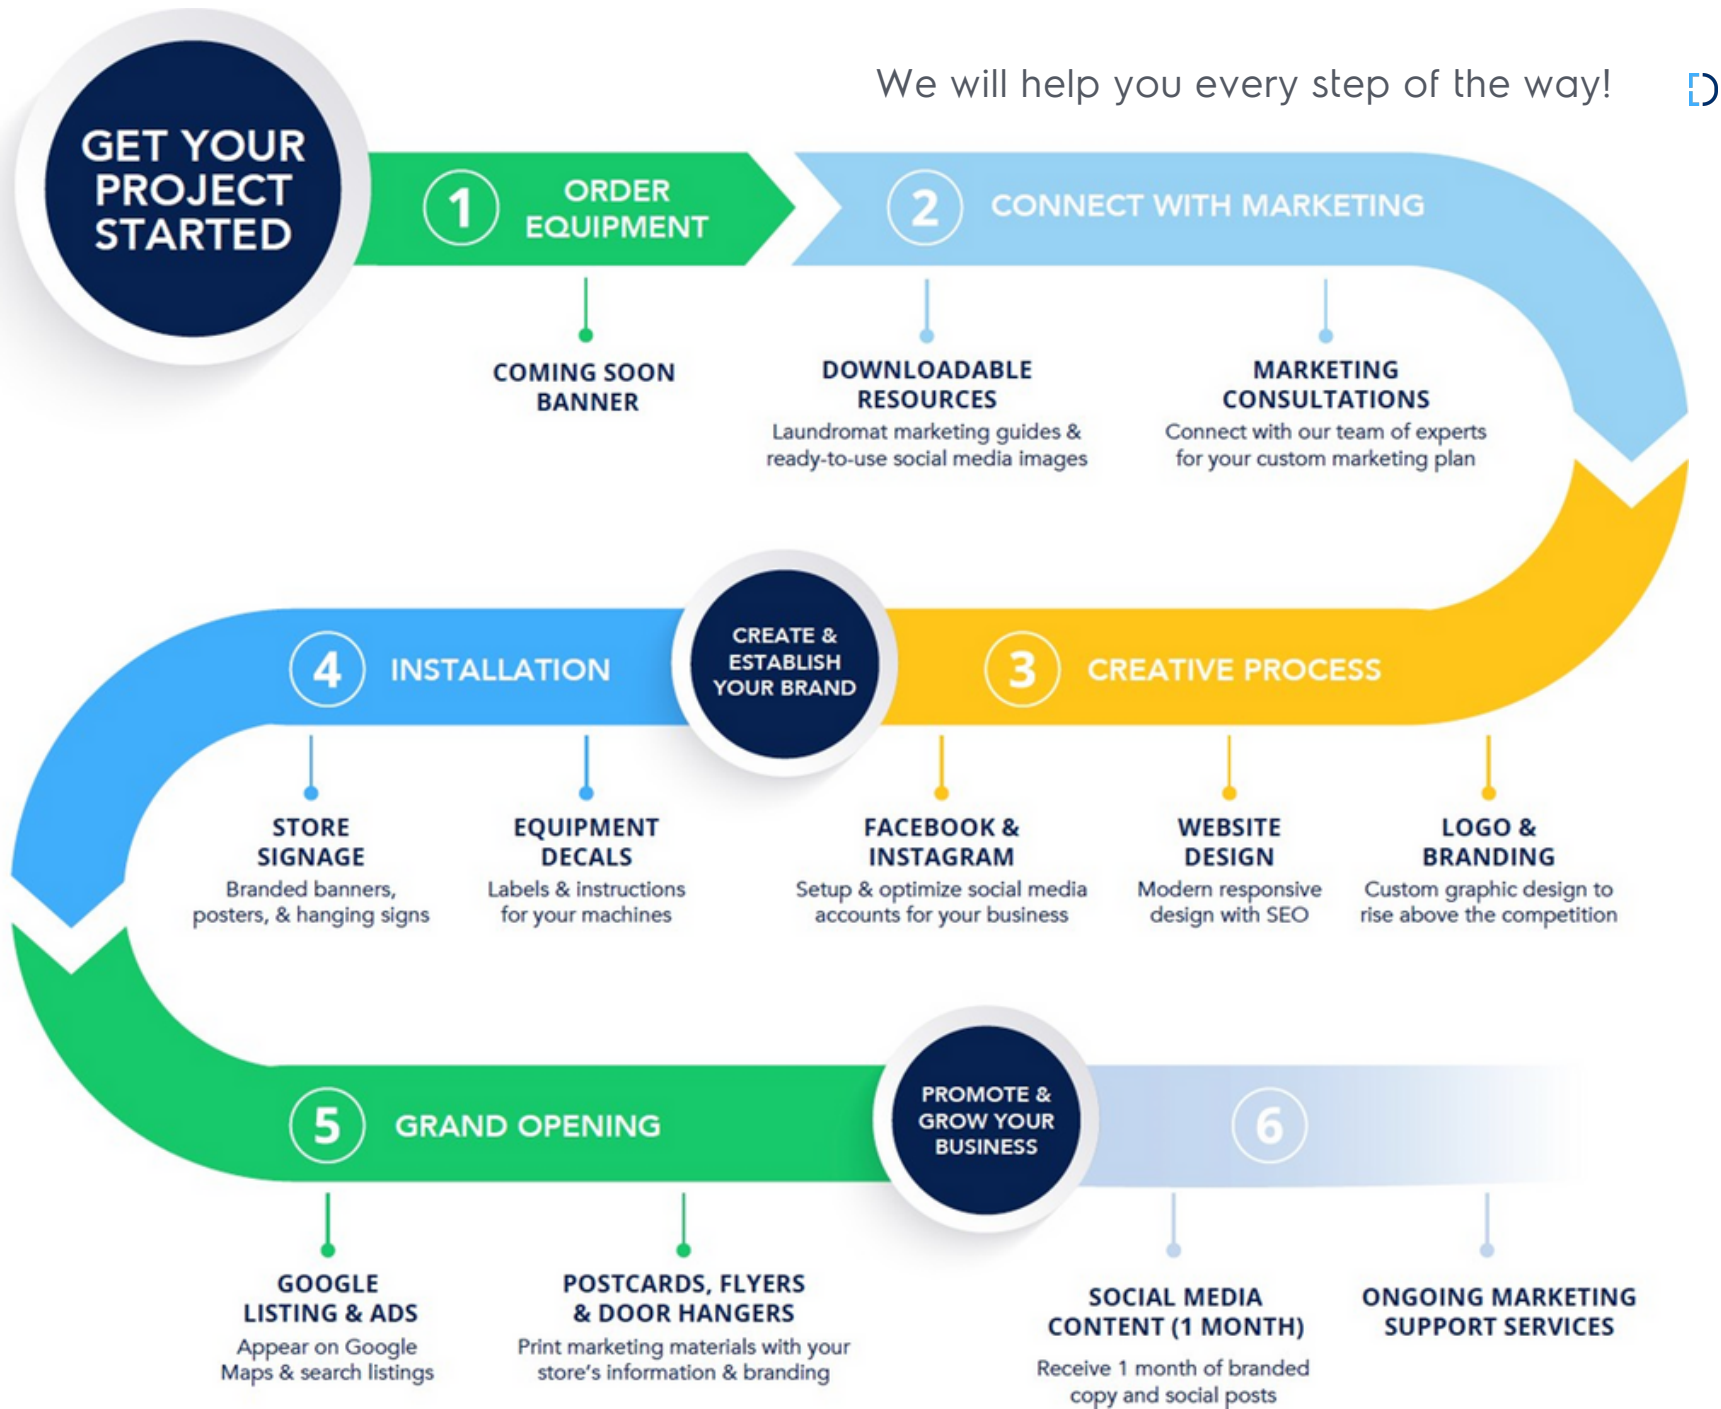 We will help you every step of the way!
GET YOUR
PROJECT
STARTED
1
ORDER
EQUIPMENT
COMING SOON
BANNER
2
CONNECT WITH MARKETING
DOWNLOADABLE
RESOURCES
Laundromat marketing guides &
ready-to-use social media images
MARKETING
CONSULTATIONS
Connect with our team of experts
for your custom marketing plan
3
CREATIVE PROCESS
LOGO &
BRANDING
Custom graphic design to
rise above the competition
WEBSITE
DESIGN
Modern responsive
design with SEO
FACEBOOK &
INSTAGRAM
Setup & optimize social media
accounts for your business
CREATE &
ESTABLISH
YOUR BRAND
4
INSTALLATION
STORE
SIGNAGE
Branded banners,
posters, & hanging signs
EQUIPMENT
DECALS
Labels & instructions
for your machines
5
GRAND OPENING
GOOGLE
LISTING & ADS
Appear on Google
Maps & search listings
POSTCARDS, FLYERS
& DOOR HANGERS
Print marketing materials with your
store's information & branding
PROMOTE &
GROW YOUR
BUSINESS
6
SOCIAL MEDIA
CONTENT (1 MONTH)
Receive 1 month of branded
copy and social posts
ONGOING MARKETING
SUPPORT SERVICES